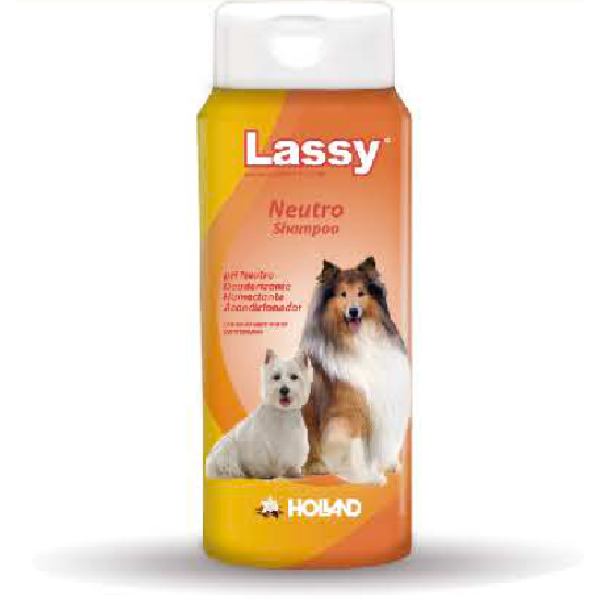 Lassy
Neutro
Shampoo
pH Neutro
Desodorizante
Humectante
Acondicionador
HOLLAND